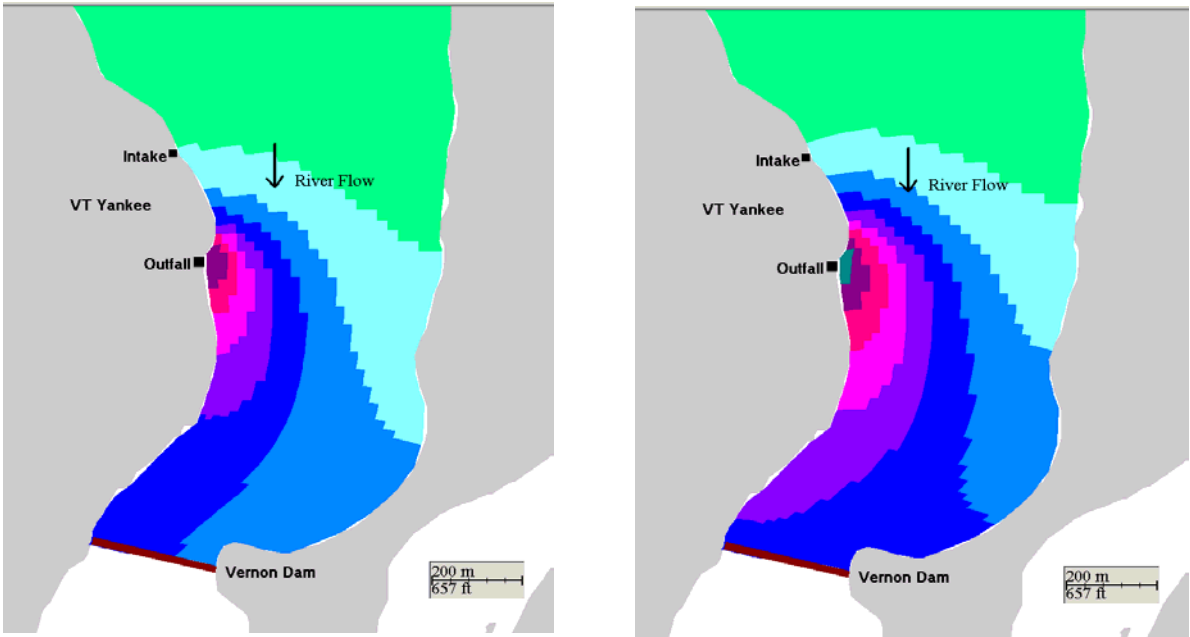 Intake
River Flow
VT Yankee
Outfall
Vernon Dam
200 m
657 ft
Intake
River Flow
VT Yankee
Outfall
Vernon Dam
200 m
657 ft